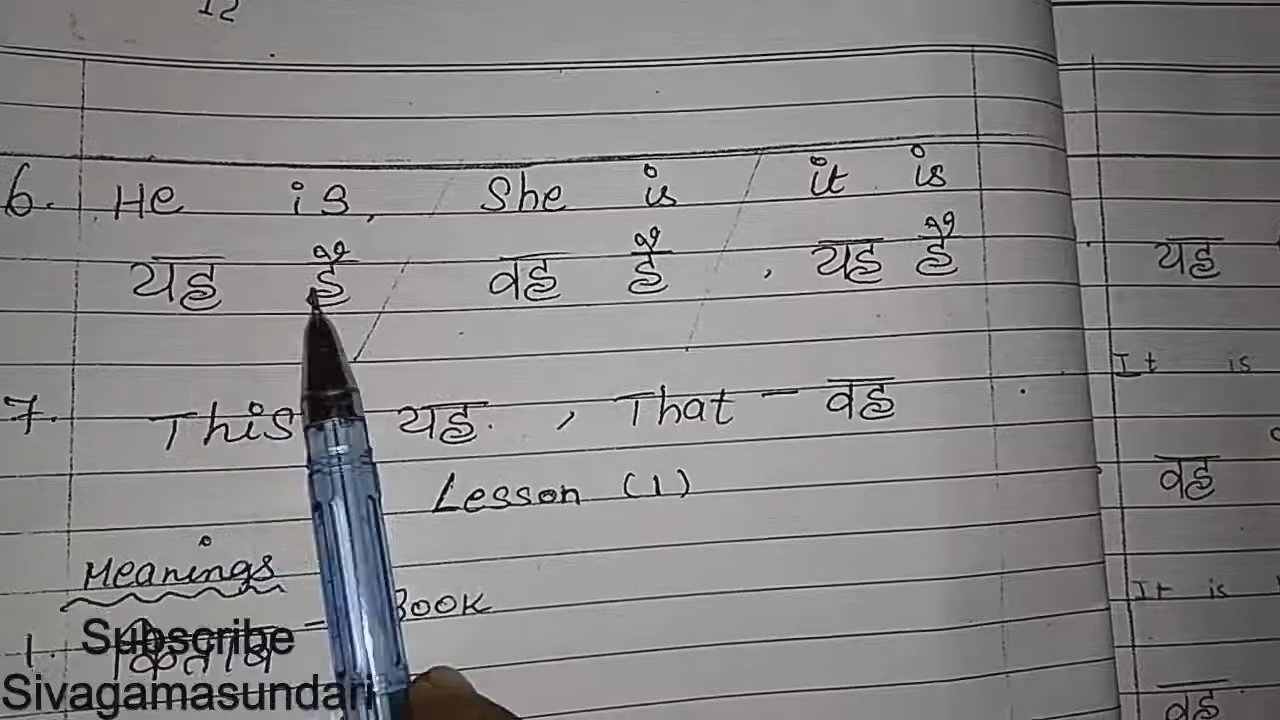 12
6. He is, She is it is
यह है वह है , यह है
7. This यह. , That - वह
Lesson (1)
Meanings
1. किताब - Book
Subscribe
Sivagamasundari
यह
It is
वह
It is
वह